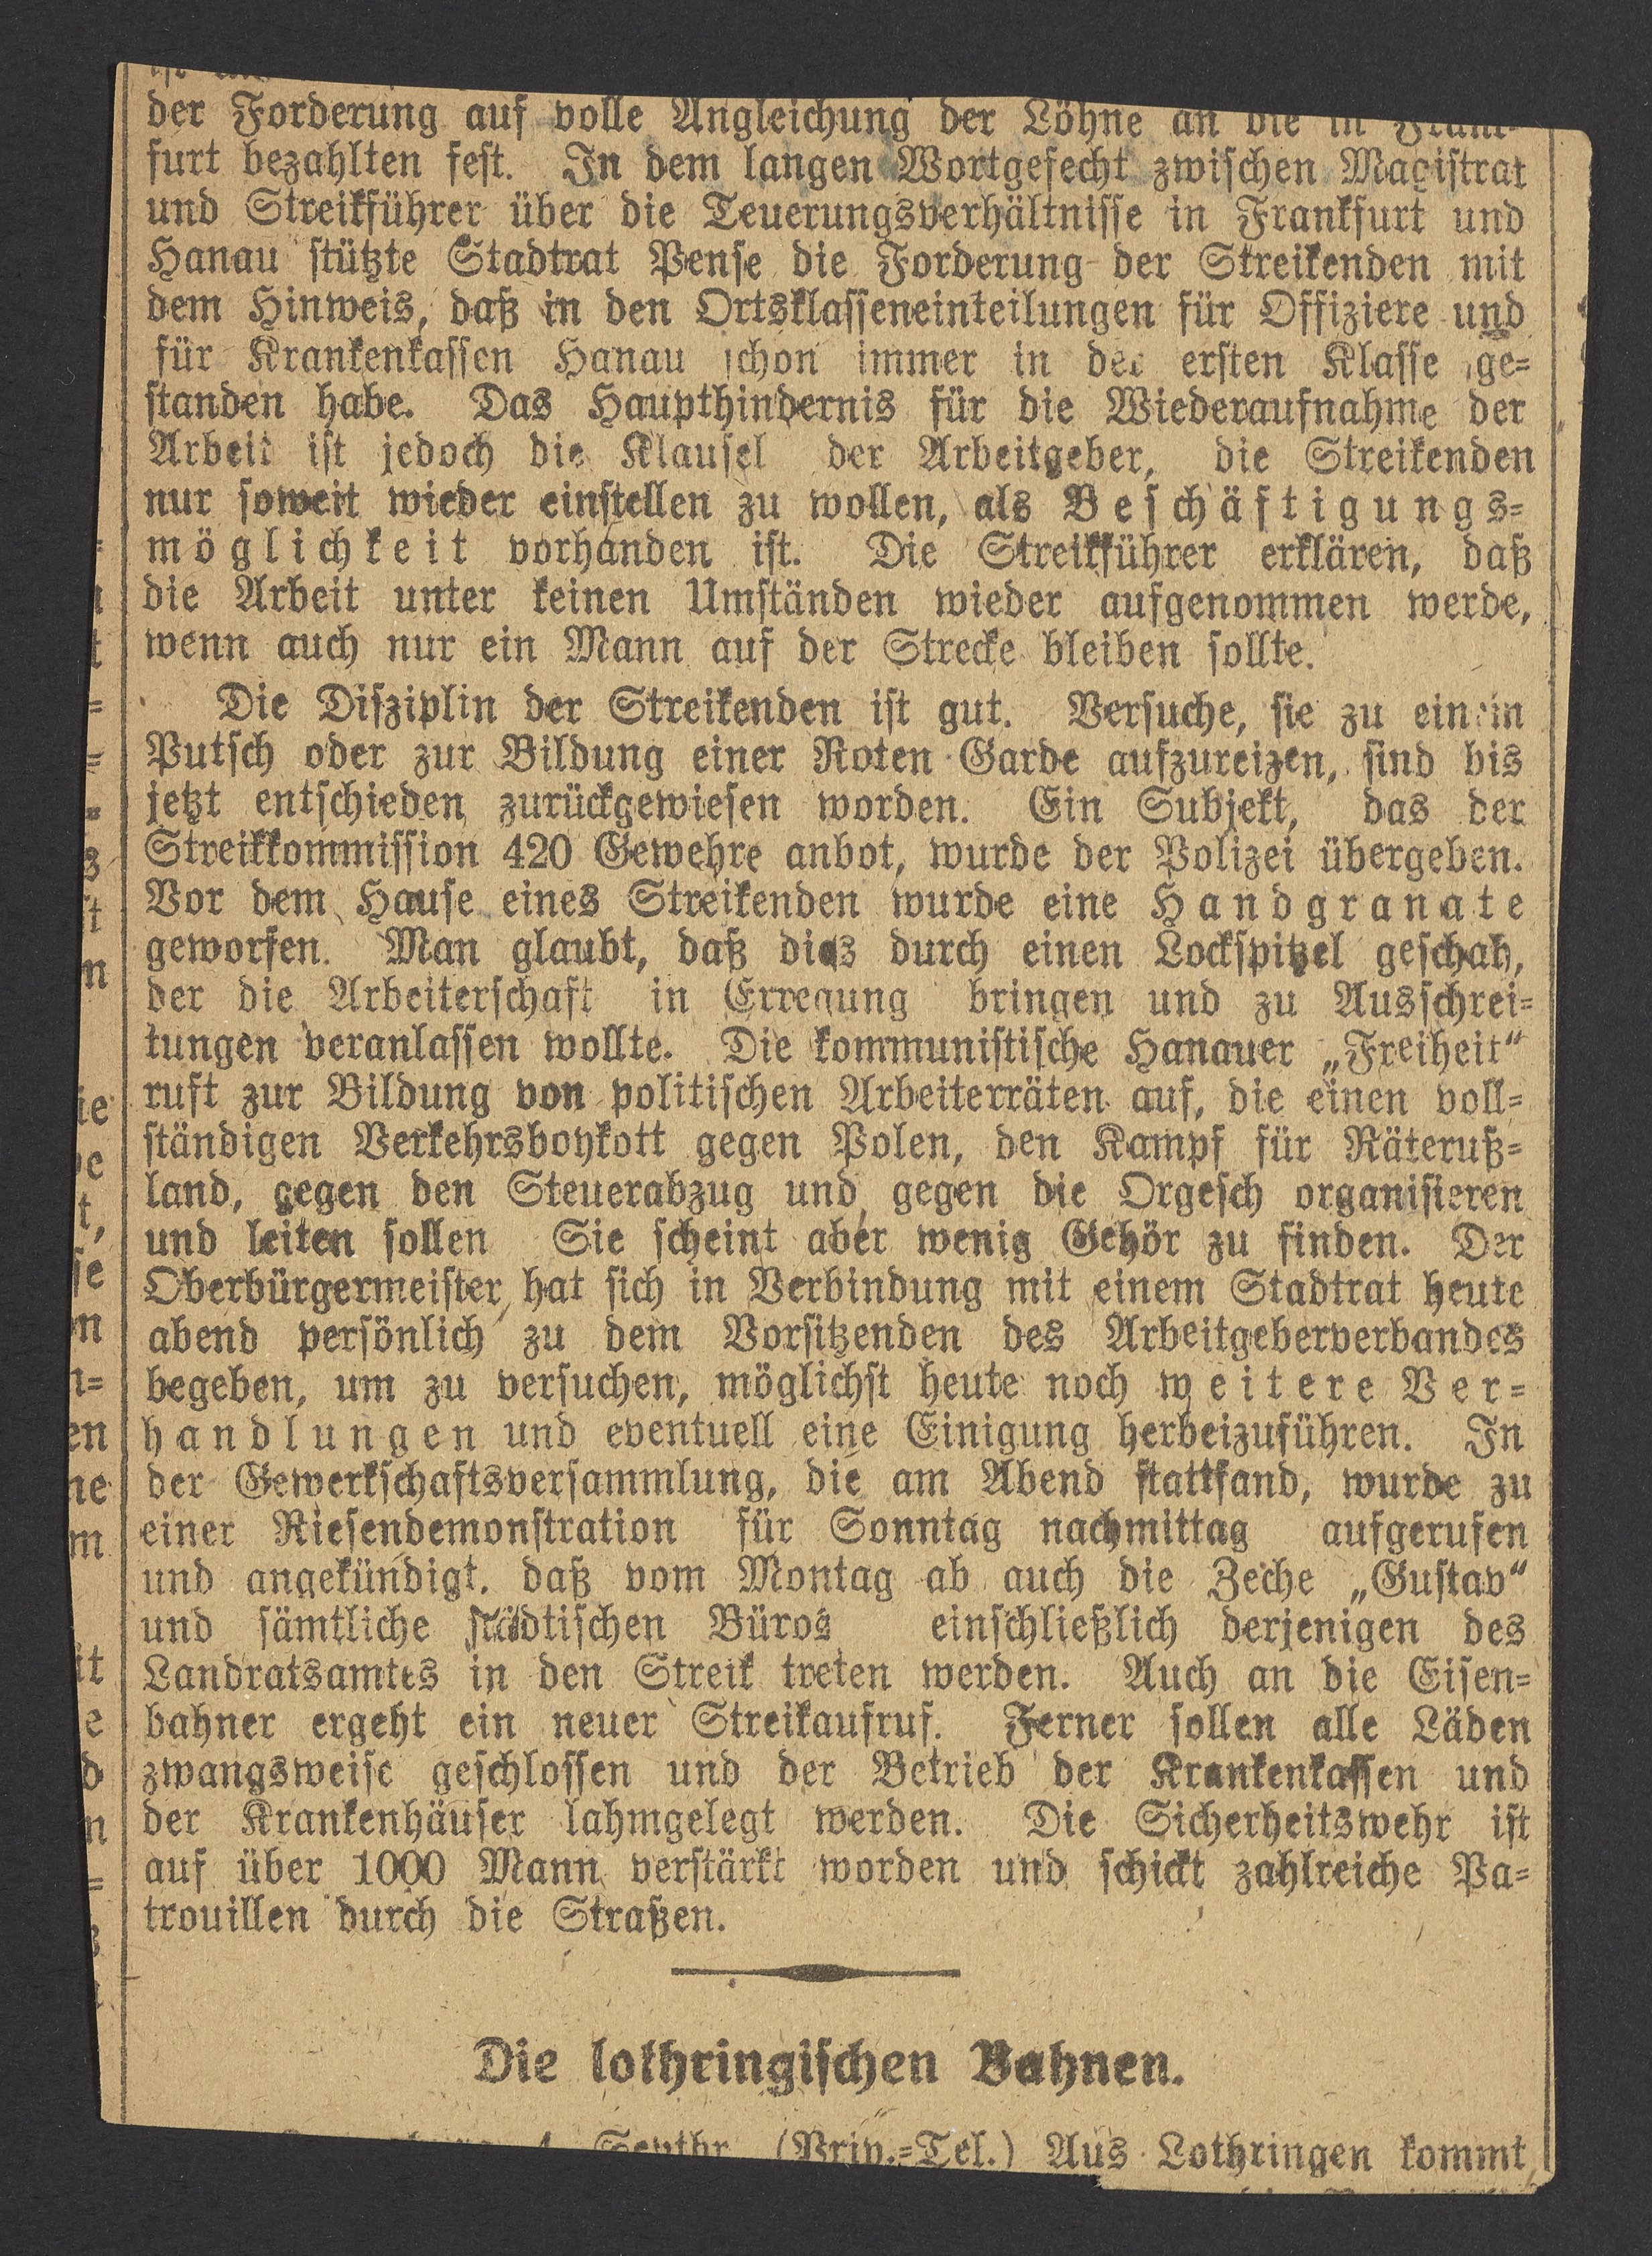 der Forderung auf volle Angleichung der Löhne an die in Frank-
furt bezahlten fest. In dem langen Wortgefecht zwischen Magistrat
und Streikführer über die Teuerungsverhältnisse in Frankfurt und
Hanau stützte Stadtrat Pense die Forderung der Streikenden mit
dem Hinweis, daß in den Ortsklasseneinteilungen für Offiziere und
für Krankenkassen Hanau schon immer in der ersten Klasse ge-
standen habe. Das Haupthindernis für die Wiederaufnahme der
Arbeit ist jedoch die Klausel der Arbeitgeber, die Streikenden
nur soweit wieder einstellen zu wollen, als Beschäftigungs-
möglichkeit vorhanden ist. Die Streikführer erklären, daß
die Arbeit unter keinen Umständen wieder aufgenommen werde,
wenn auch nur ein Mann auf der Strecke bleiben sollte.
Die Disziplin der Streikenden ist gut. Versuche, sie zu einem
Putsch oder zur Bildung einer Roten Garde aufzureizen, sind bis
jetzt entschieden zurückgewiesen worden. Ein Subjekt, das der
Streikkommission 420 Gewehre anbot, wurde der Polizei übergeben.
Vor dem Hause eines Streikenden wurde eine Handgranate
geworfen. Man glaubt, daß dies durch einen Lockspitzel geschah,
der die Arbeiterschaft in Erregung bringen und zu Ausschrei-
tungen veranlassen wollte. Die kommunistische Hanauer „Freiheit“
ruft zur Bildung von politischen Arbeiterräten auf, die einen voll-
ständigen Verkehrsboykott gegen Polen, den Kampf für Räteruß-
land, gegen den Steuerabzug und gegen die Orgesch organisieren
und leiten sollen Sie scheint aber wenig Gehör zu finden. Der
Oberbürgermeister hat sich in Verbindung mit einem Stadtrat heute
abend persönlich zu dem Vorsitzenden des Arbeitgeberverbandes
begeben, um zu versuchen, möglichst heute noch weitere Ver-
handlungen und eventuell eine Einigung herbeizuführen. In
der Gewerkschaftsversammlung, die am Abend stattfand, wurde zu
einer Riesendemonstration für Sonntag nachmittag aufgerufen
und angekündigt, daß vom Montag ab auch die Zeche „Gustav“
und sämtliche städtischen Büros einschließlich derjenigen des
Landratsamtes in den Streik treten werden. Auch an die Eisen-
bahner ergeht ein neuer Streikaufruf. Ferner sollen alle Läden
zwangsweise geschlossen und der Betrieb der Krankenkassen und
der Krankenhäuser lahmgelegt werden. Die Sicherheitswehr ist
auf über 1000 Mann verstärkt worden und schickt zahlreiche Pa-
trouillen durch die Straßen.
Die lothringischen Bahnen.
4. Septbr. (Priv.-Tel.) Aus Lothringen kommt